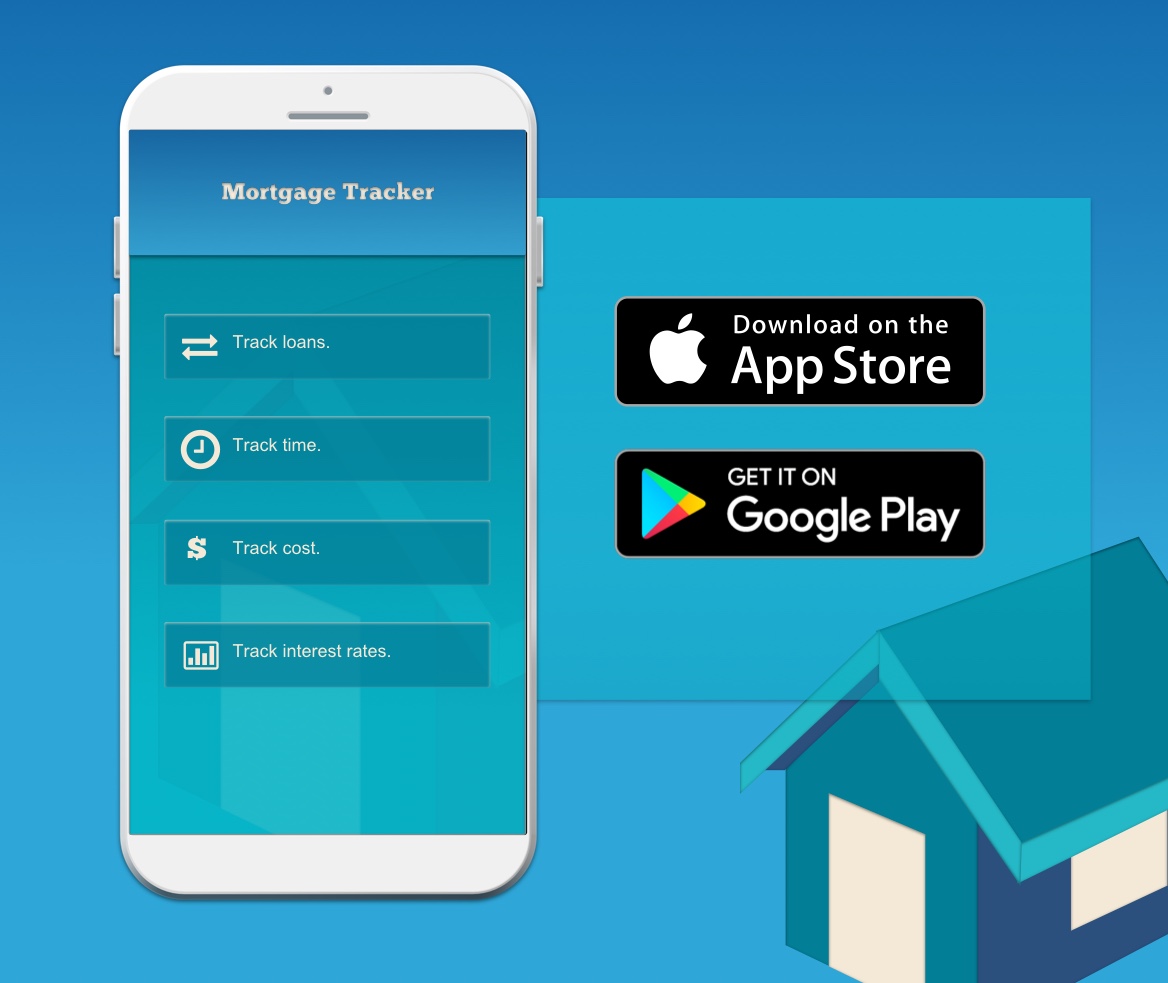 Mortgage Tracker
Track loans.
Track time.
$ Track cost.
Track interest rates.
Download on the
App Store
GET IT ON
Google Play